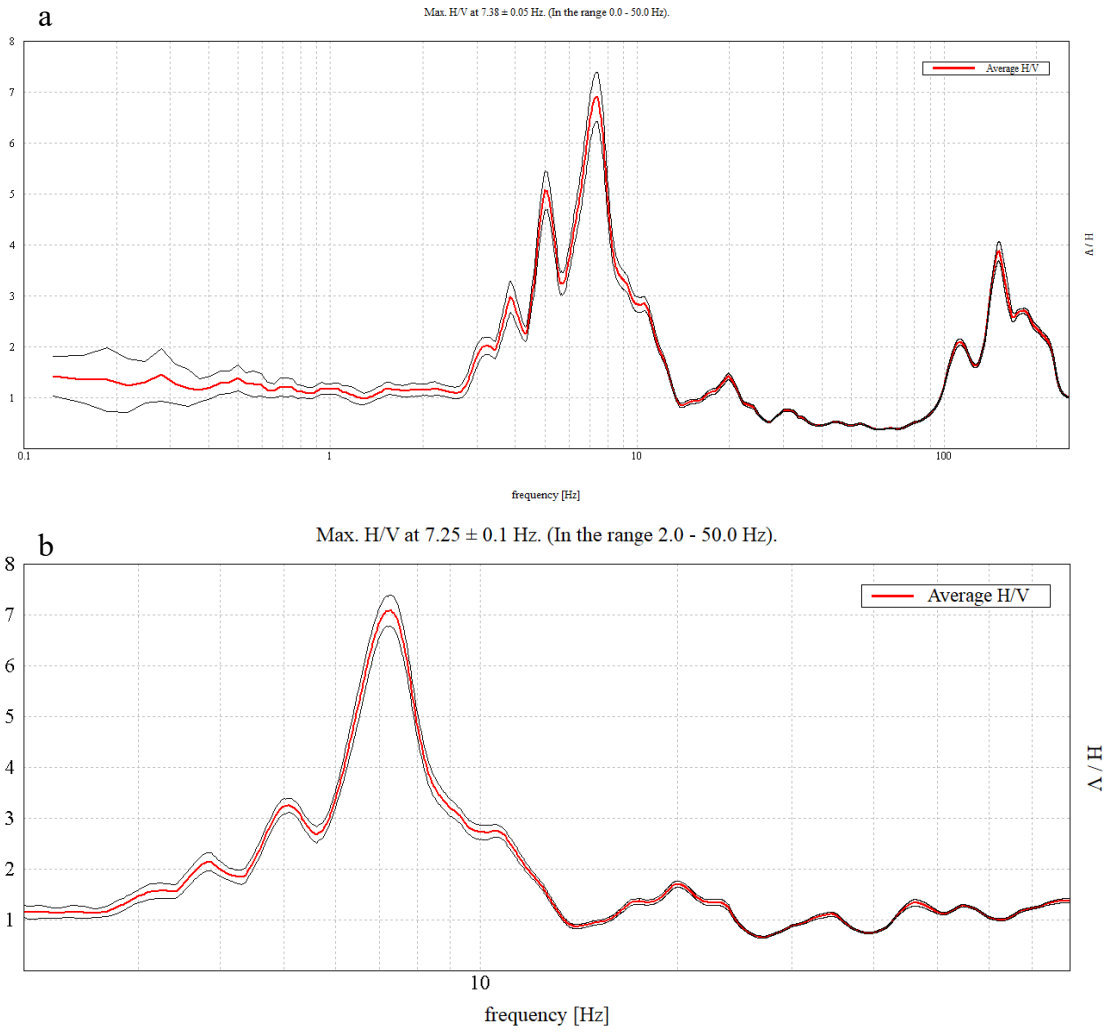 a
Max. H/V at 7.38 ± 0.05 Hz. (In the range 0.0 - 50.0 Hz).
8
Average H/V
7
6
5
4
H / V
3
2
1
0.1
1
10
100
frequency [Hz]
b
Max. H/V at 7.25 ± 0.1 Hz. (In the range 2.0 - 50.0 Hz).
8
Average H/V
7
6
5
4
H / V
3
2
1
10
frequency [Hz]